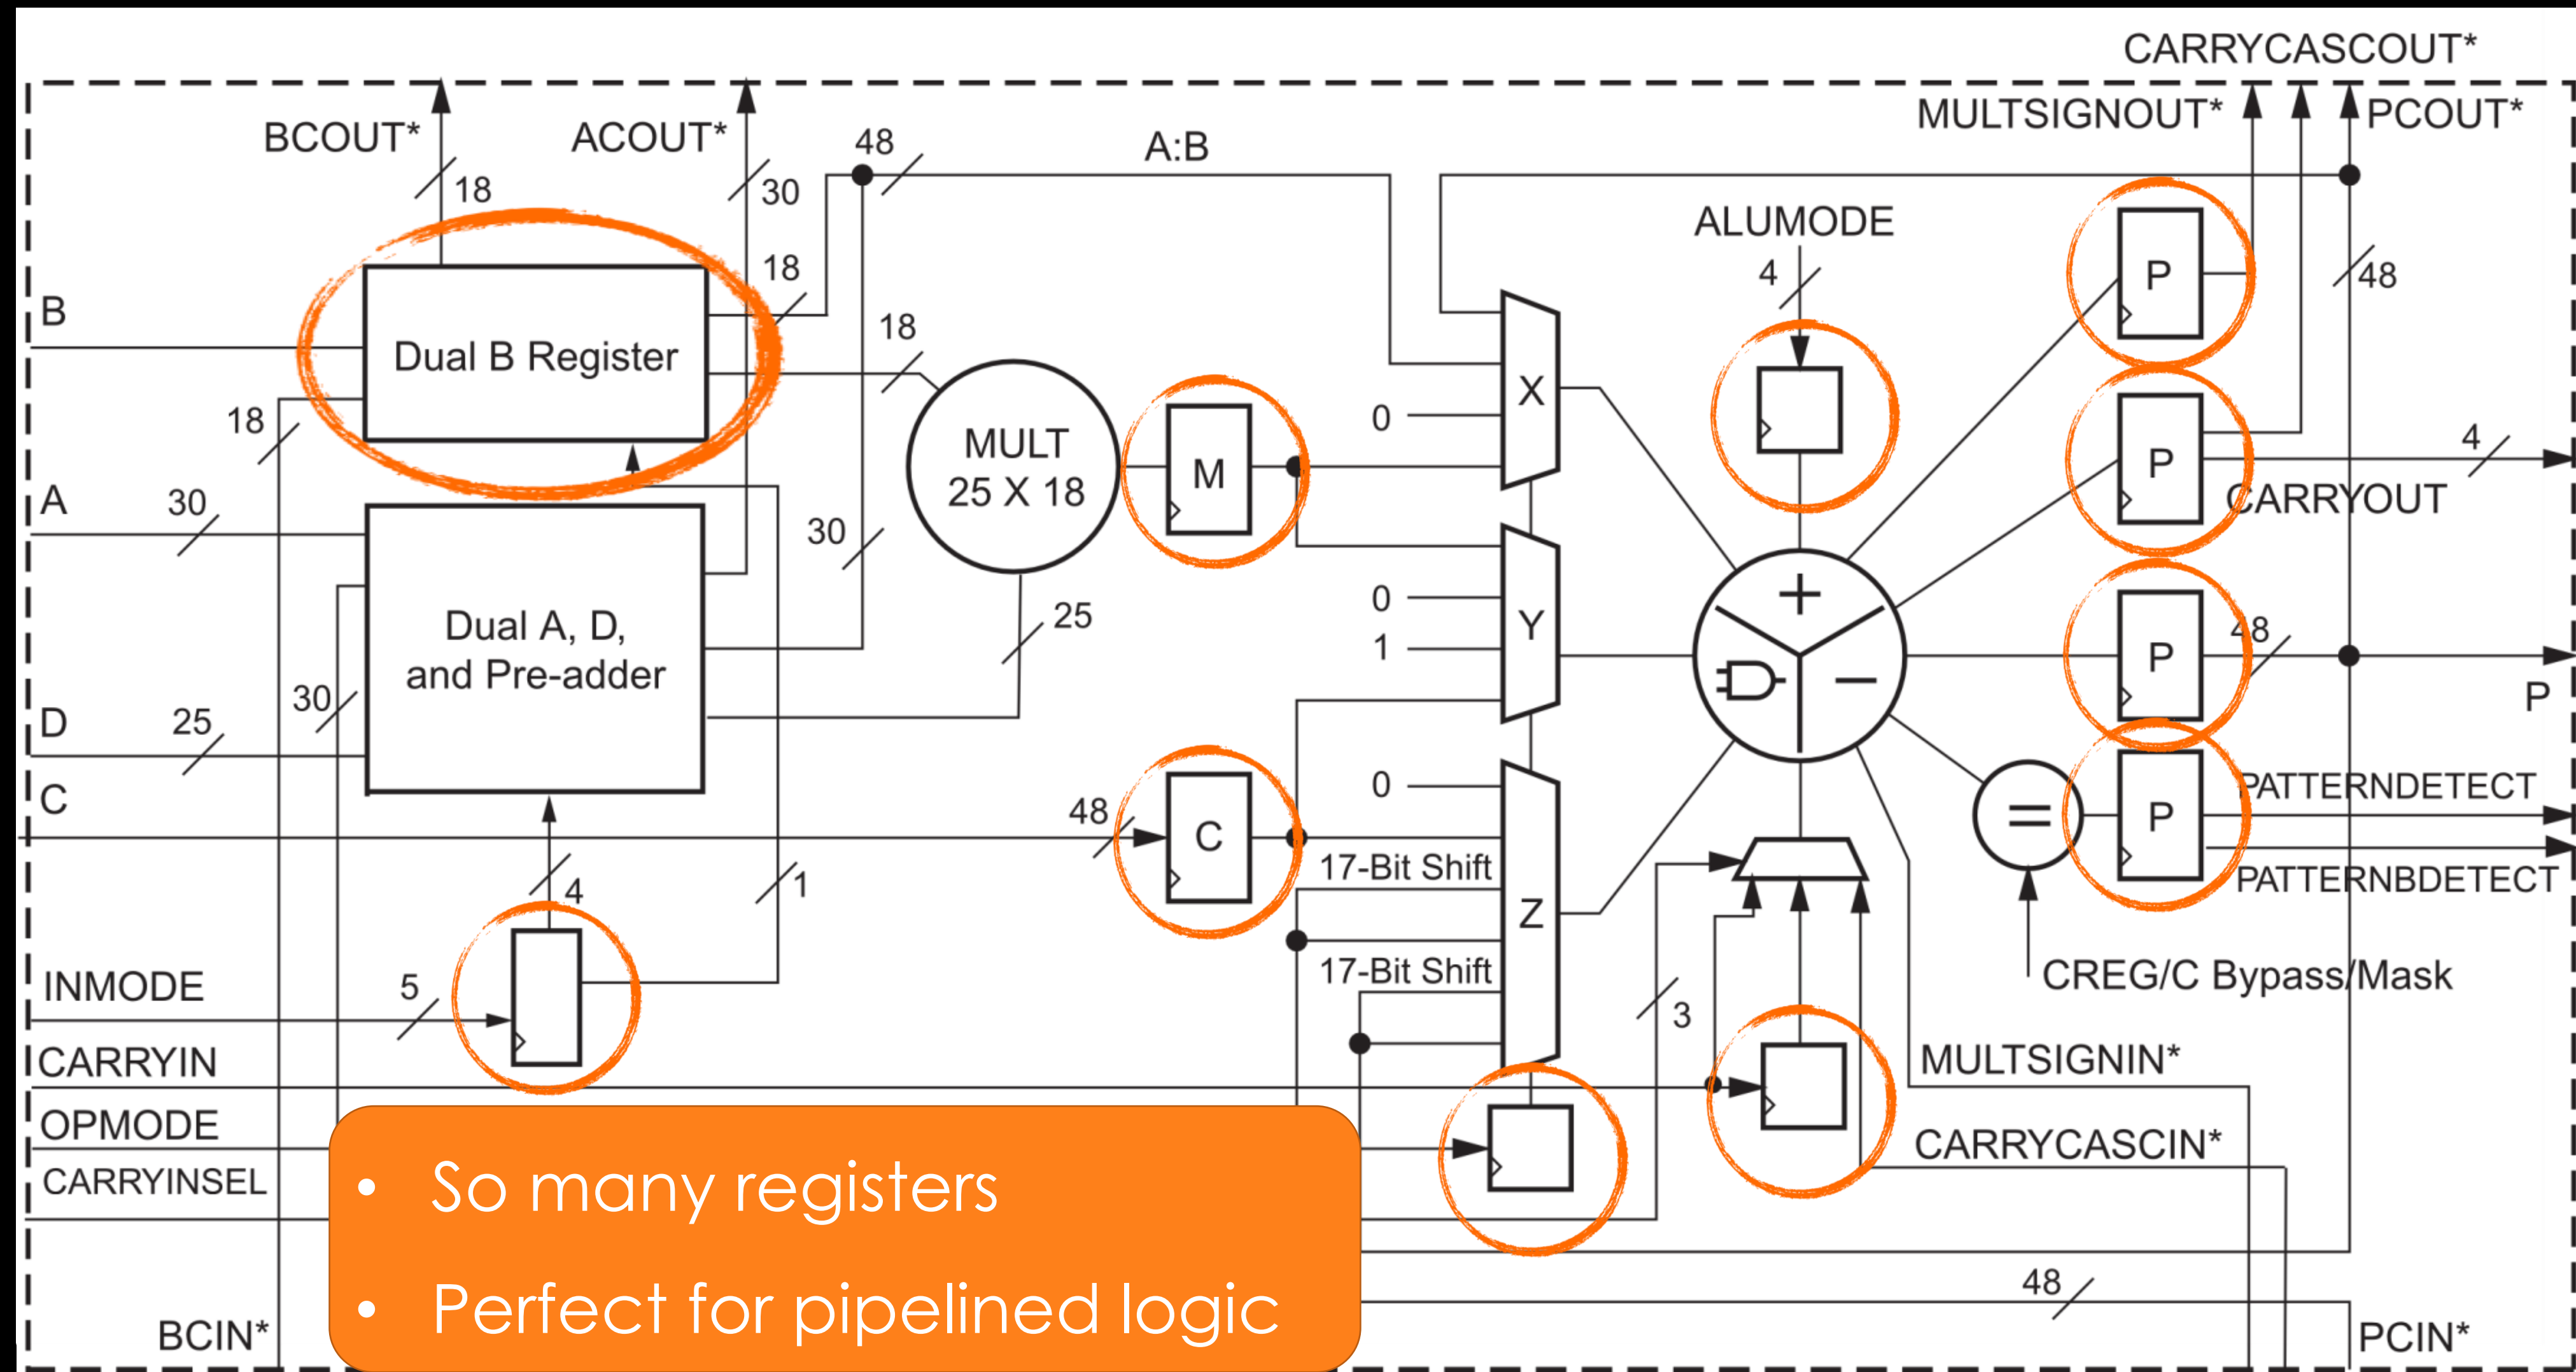 CARRYCASCOUT*
BCOUT*
ACOUT*
48
A:B
MULTSIGNOUT*
PCOUT*
18
30
ALUMODE
4
48
B
18
18
Dual B Register
18
MULT
25 X 18
M
0
X
P
P
4
CARRYOUT
A
30
30
Dual A, D,
and Pre-adder
25
0
1
Y
+
−
P
48
P
D
25
30
C
48
C
0
17-Bit Shift
17-Bit Shift
Z
=
P
PATTERNDETECT
PATTERNBDETECT
4
1
INMODE
5
3
CREG/C Bypass/Mask
CARRYIN
MULTSIGNIN*
OPMODE
CARRYCASCIN*
CARRYINSEL
• So many registers
• Perfect for pipelined logic
48
BCIN*
PCIN*